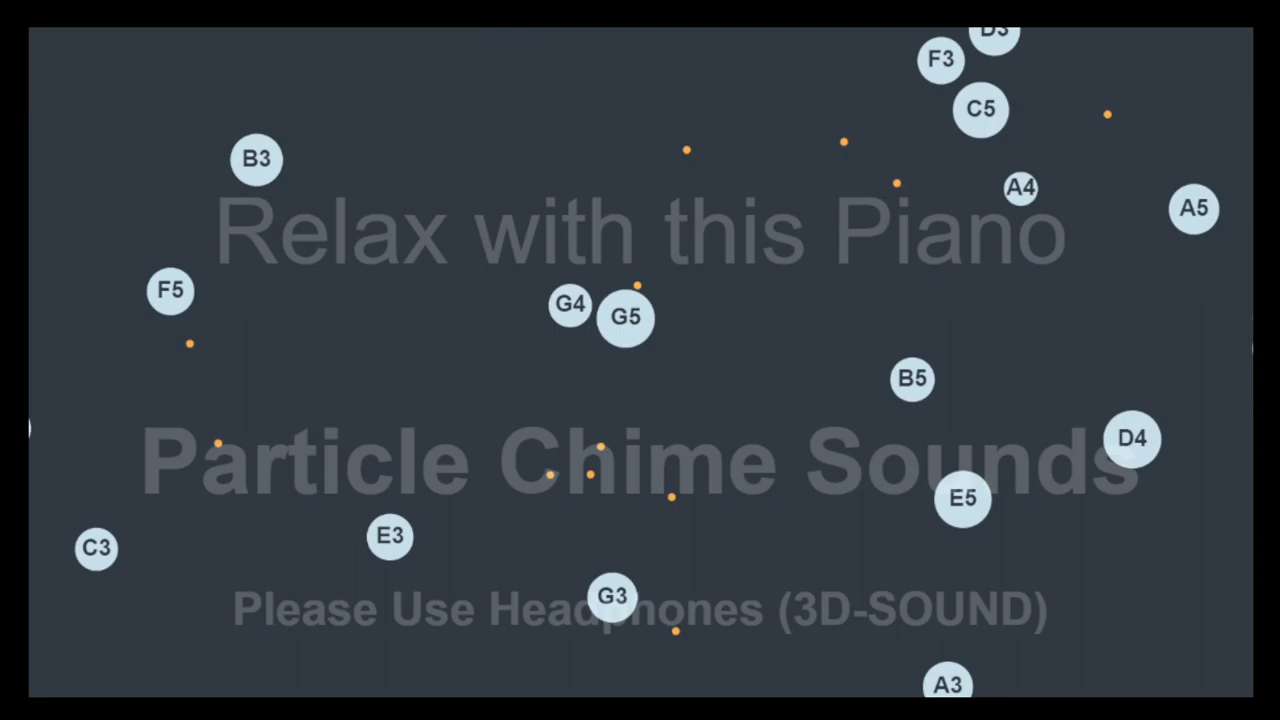 D3
F3
C5
B3
A4
A5
Relax with this Piano
F5
G4
G5
B5
D4
Particle Chime Sounds
E5
E3
C3
G3
Please Use Headphones (3D-SOUND)
A3